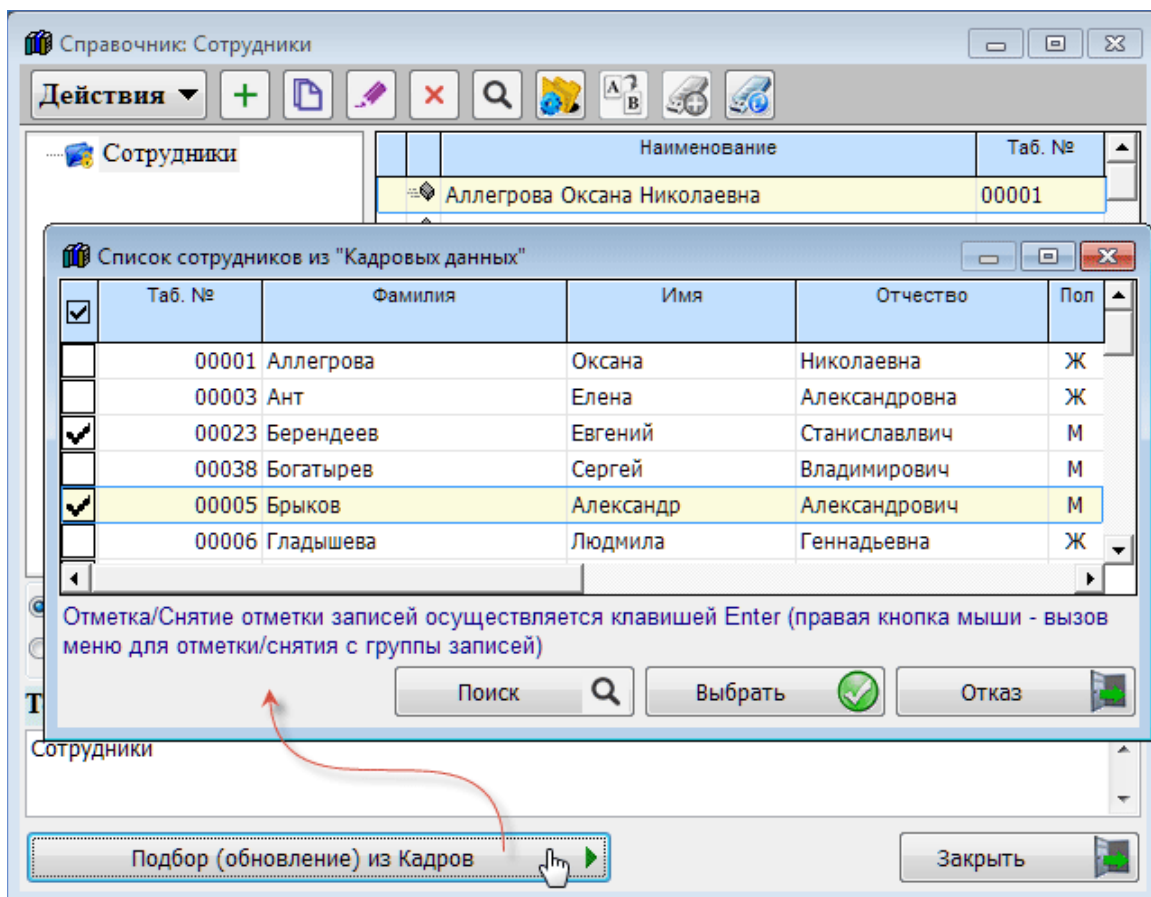 Справочник: Сотрудники
Действия
A B
Сотрудники
Наименование Таб. №
Аллегрова Оксана Николаевна 00001
Список сотрудников из "Кадровых данных"
Таб. № Фамилия Имя Отчество Пол
00001 Аллегрова Оксана Николаевна Ж
00003 Ант Елена Александровна Ж
00023 Берендеев Евгений Станиславлвич М
00038 Богатырев Сергей Владимирович М
00005 Брыков Александр Александрович М
00006 Гладышева Людмила Геннадьевна Ж
Отметка/Снятие отметки записей осуществляется клавишей Enter (правая кнопка мыши - вызов
меню для отметки/снятия с группы записей)
Поиск Выбрать Отказ
Сотрудники
Подбор (обновление) из Кадров Закрыть